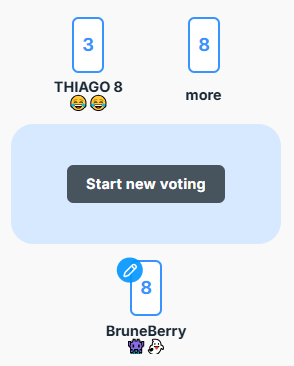 3
8
THIAGO 8
😂😂
more
Start new voting
8
BruneBerry
👾👻